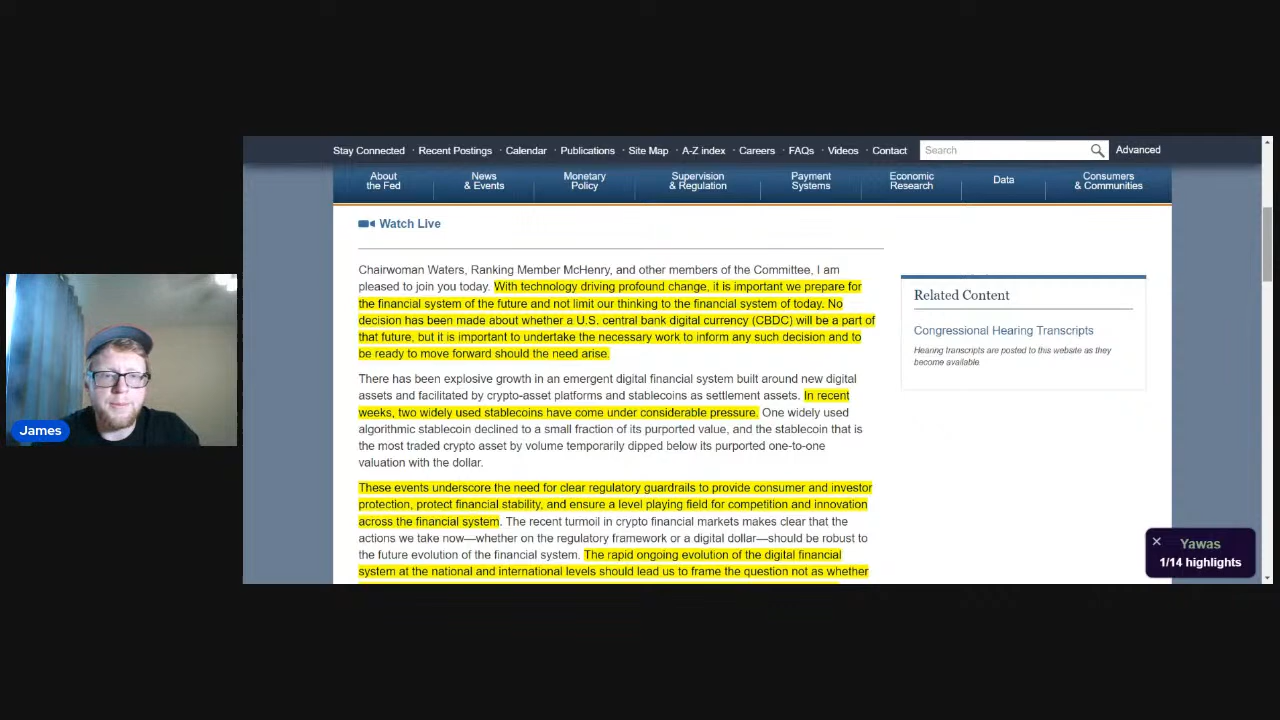 Stay Connected · Recent Postings · Calendar · Publications · Site Map · A-Z index · Careers · FAQs · Videos · Contact
Search
Advanced
About the Fed
News & Events
Monetary Policy
Supervision & Regulation
Payment Systems
Economic Research
Data
Consumers & Communities
Watch Live
Chairwoman Waters, Ranking Member McHenry, and other members of the Committee, I am
pleased to join you today. With technology driving profound change, it is important we prepare for
the financial system of the future and not limit our thinking to the financial system of today. No
decision has been made about whether a U.S. central bank digital currency (CBDC) will be a part of
that future, but it is important to undertake the necessary work to inform any such decision and to
be ready to move forward should the need arise.
There has been explosive growth in an emergent digital financial system built around new digital
assets and facilitated by crypto-asset platforms and stablecoins as settlement assets. In recent
weeks, two widely used stablecoins have come under considerable pressure. One widely used
algorithmic stablecoin declined to a small fraction of its purported value, and the stablecoin that is
the most traded crypto asset by volume temporarily dipped below its purported one-to-one
valuation with the dollar.
These events underscore the need for clear regulatory guardrails to provide consumer and investor
protection, protect financial stability, and ensure a level playing field for competition and innovation
across the financial system. The recent turmoil in crypto financial markets makes clear that the
actions we take now—whether on the regulatory framework or a digital dollar—should be robust to
the future evolution of the financial system. The rapid ongoing evolution of the digital financial
system at the national and international levels should lead us to frame the question not as whether
Related Content
Congressional Hearing Transcripts
Hearing transcripts are posted to this website as they
become available.
James
Yawas
1/14 highlights